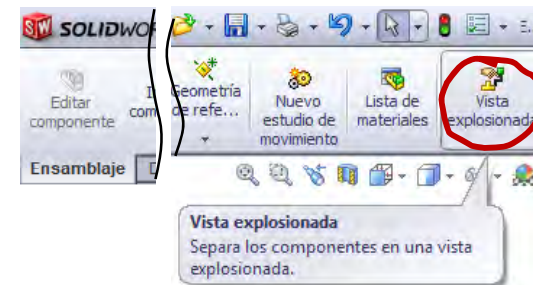 SOLIDWO
Editar
componente
I
com
Geometría
de refe...
Nuevo
estudio de
movimiento
Lista de
materiales
Vista
explosionada
Ensamblaje
Vista explosionada
Separa los componentes en una vista
explosionada.